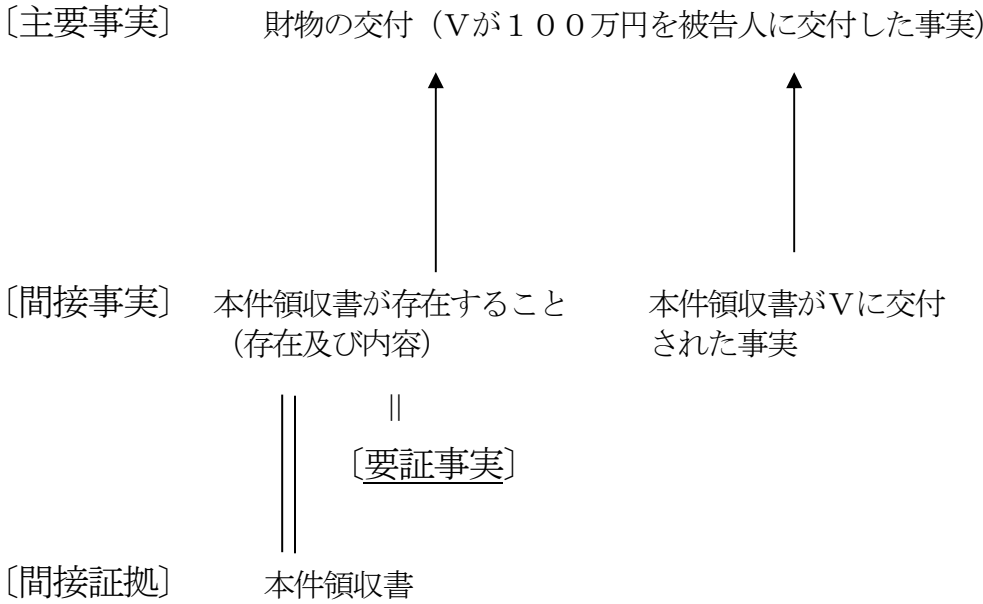 〔主要事実〕 財物の交付（Ｖが１００万円を被告人に交付した事実）
〔間接事実〕 本件領収書が存在すること 本件領収書がＶに交付
（存在及び内容） された事実
||
〔要証事実〕
〔間接証拠〕 本件領収書